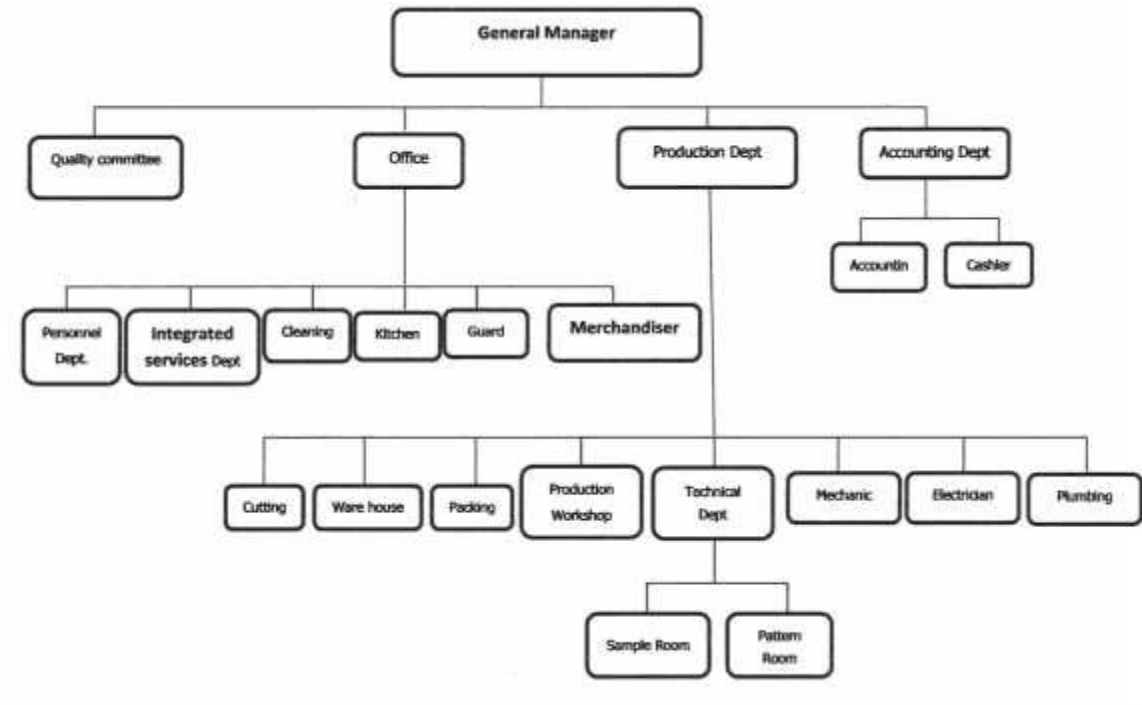 General Manager
Quality committee
Office
Production Dept
Accounting Dept
Accountin
Cashier
Personnel
Dept.
Integrated
services Dept
Cleaning
Kitchen
Guard
Merchandiser
Cutting
Ware house
Packing
Production
Workshop
Technical
Dept
Mechanic
Electrician
Plumbing
Sample Room
Pattern
Room